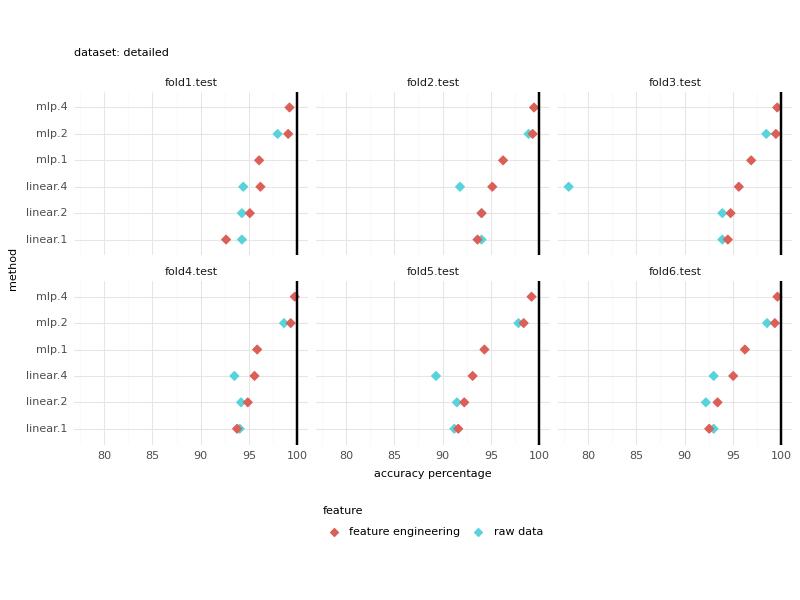 dataset: detailed
fold1.test fold2.test fold3.test
mlp.4
mlp.2
mlp.1
linear.4
linear.2
linear.1
method
fold4.test fold5.test fold6.test
mlp.4
mlp.2
mlp.1
linear.4
linear.2
linear.1
80 85 90 95 100 80 85 90 95 100 80 85 90 95 100
accuracy percentage
feature
feature engineering raw data